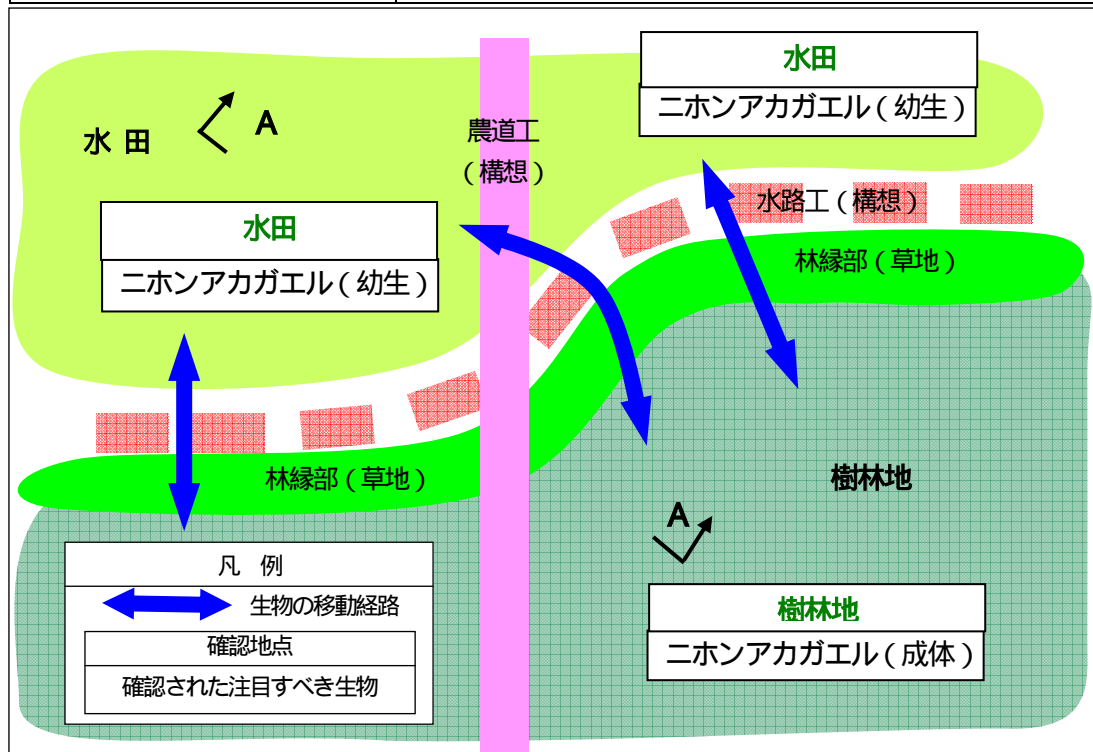 水田
ニホンアカガエル（幼生）
水 田
A
農道工
（構想）
水路工（構想）
水田
ニホンアカガエル（幼生）
林縁部（草地）
林縁部（草地）
樹林地
A
凡 例
生物の移動経路
確認地点
確認された注目すべき生物
樹林地
ニホンアカガエル（成体）